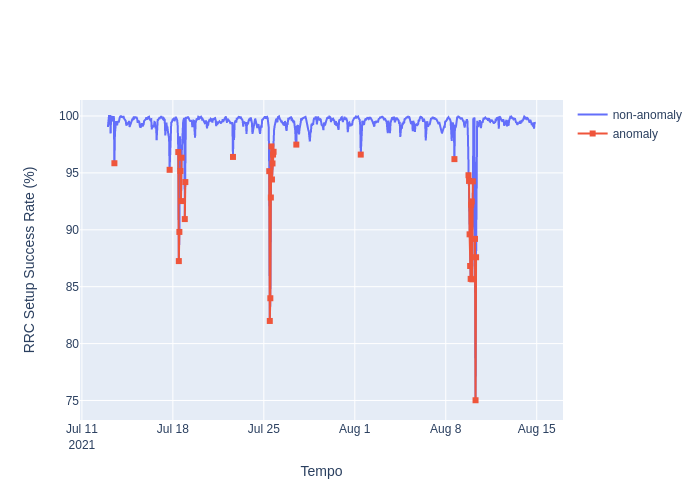 non-anomaly
anomaly
RRC Setup Success Rate (%)
100
95
90
85
80
75
Jul 11
2021
Jul 18
Jul 25
Aug 1
Aug 8
Aug 15
Tempo